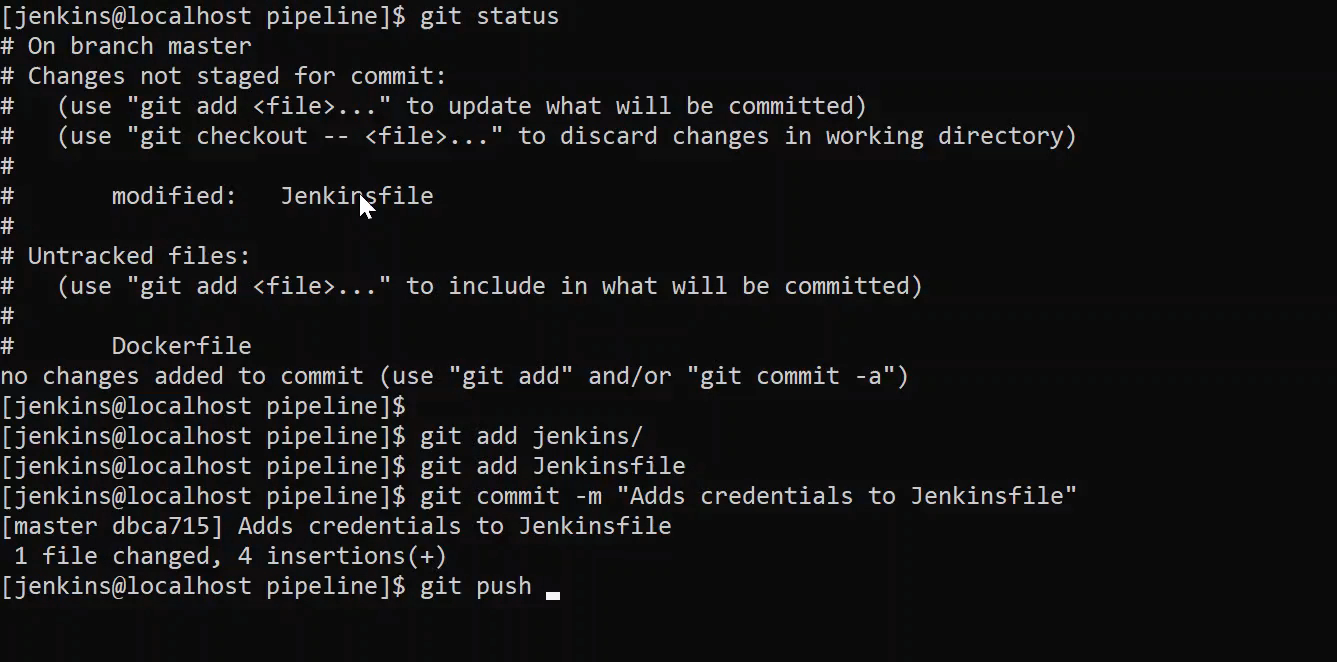 [jenkins@localhost pipeline]$ git status
# On branch master
# Changes not staged for commit:
#   (use "git add <file>..." to update what will be committed)
#   (use "git checkout -- <file>..." to discard changes in working directory)
#
#       modified:   Jenkinsfile
#
# Untracked files:
#   (use "git add <file>..." to include in what will be committed)
#
#       Dockerfile
no changes added to commit (use "git add" and/or "git commit -a")
[jenkins@localhost pipeline]$
[jenkins@localhost pipeline]$ git add jenkins/
[jenkins@localhost pipeline]$ git add Jenkinsfile
[jenkins@localhost pipeline]$ git commit -m "Adds credentials to Jenkinsfile"
[master dbca715] Adds credentials to Jenkinsfile
 1 file changed, 4 insertions(+)
[jenkins@localhost pipeline]$ git push